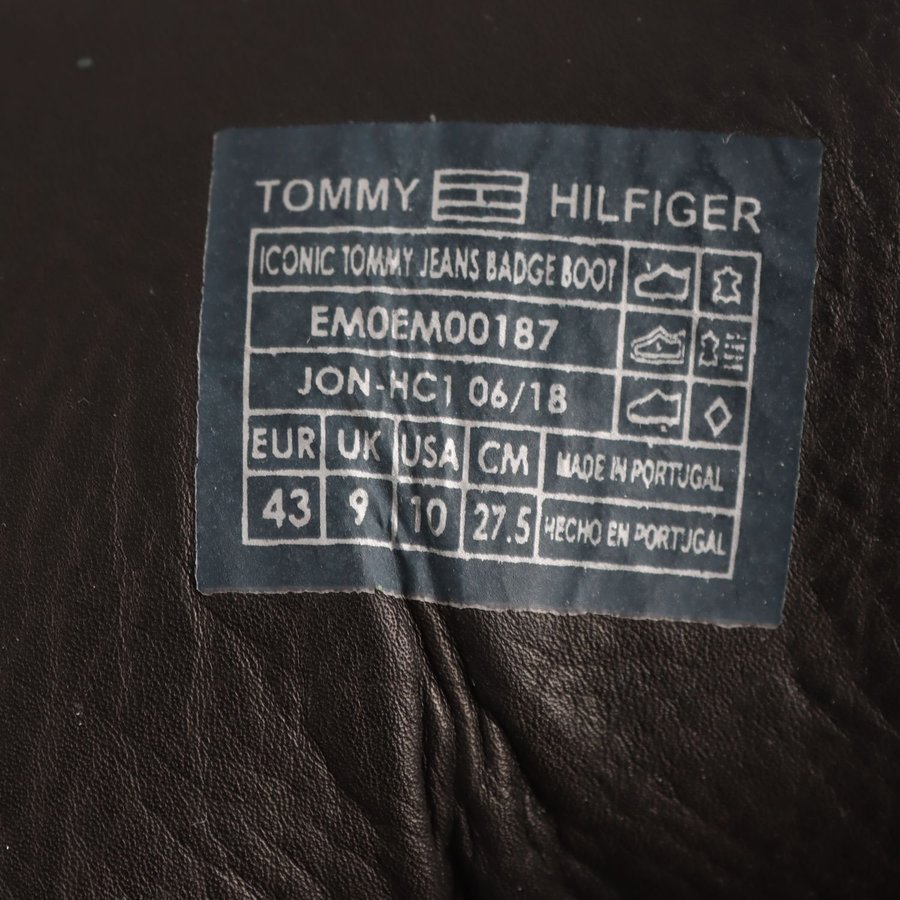 TOMMY HILFIGER
ICONIC TOMMY JEANS BADGE BOOT
EM0EM00187
JON-HC1 06/18
EUR UK USA CM MADE IN PORTUGAL
43 9 10 27.5 HECHO EN PORTUGAL